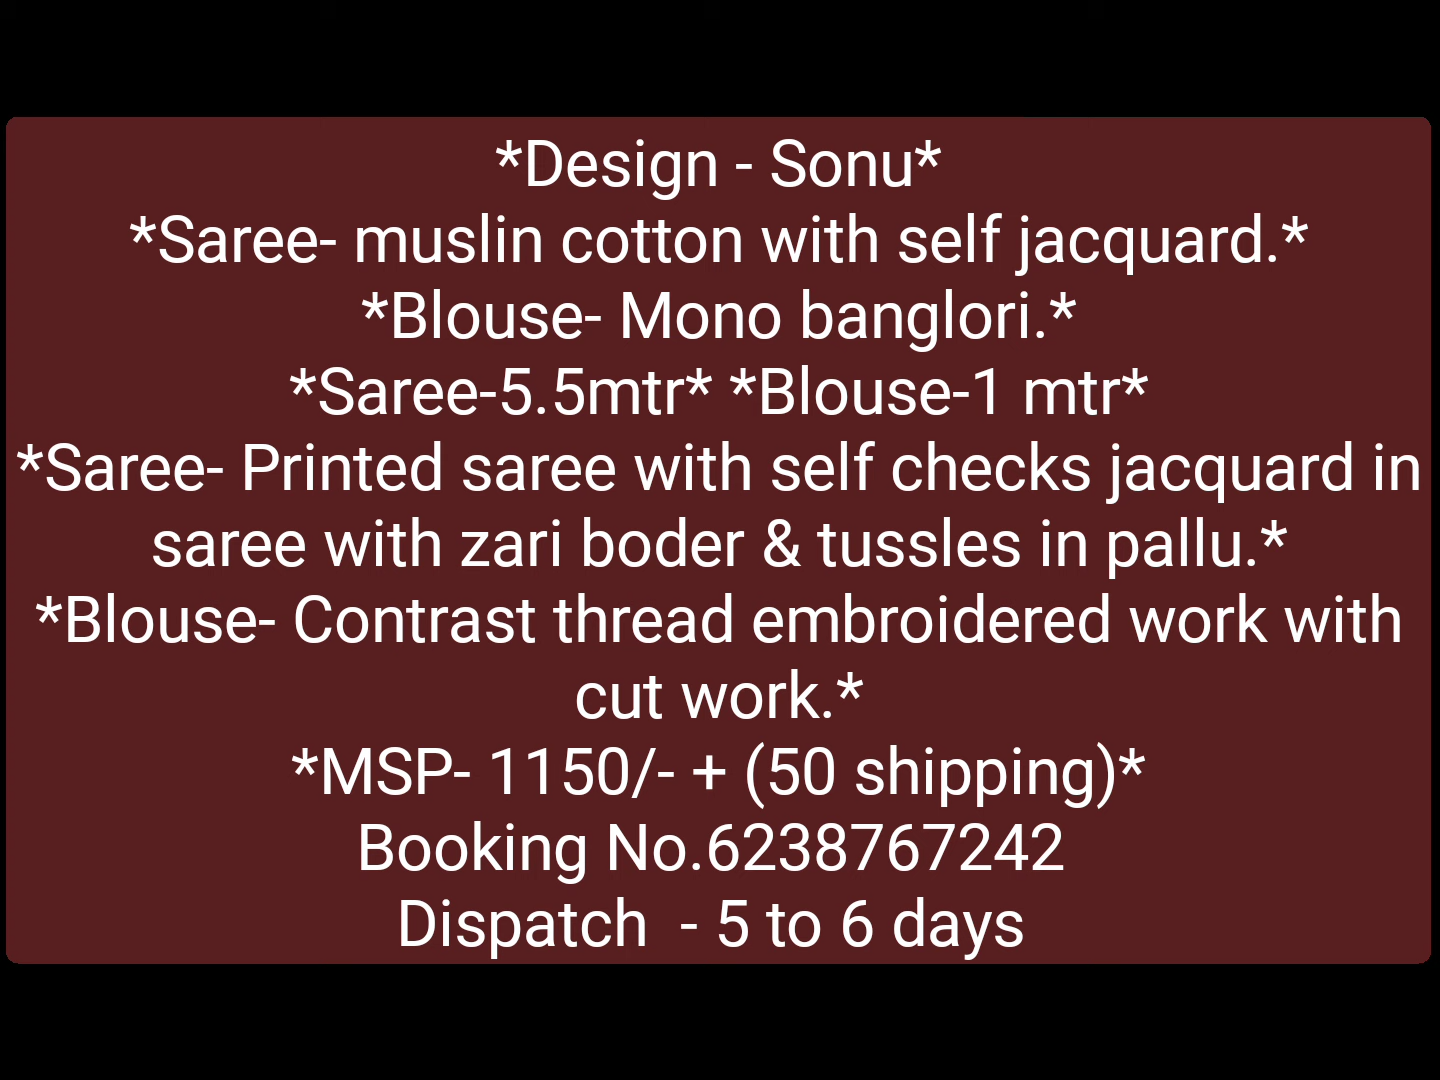 *Design - Sonu*
*Saree- muslin cotton with self jacquard.*
*Blouse- Mono banglori.*
*Saree-5.5mtr* *Blouse-1 mtr*
*Saree- Printed saree with self checks jacquard in
saree with zari boder & tussles in pallu.*
*Blouse- Contrast thread embroidered work with
cut work.*
*MSP- 1150/- + (50 shipping)*
Booking No.6238767242
Dispatch  - 5 to 6 days